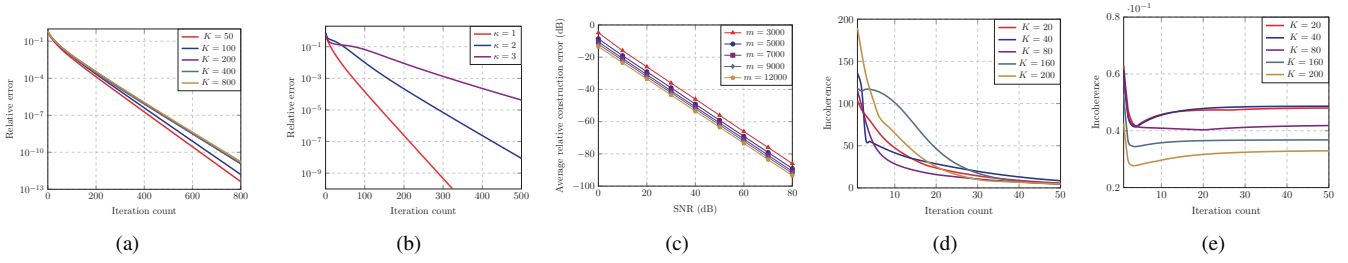 10^-1
10^-4
10^-7
10^-10
10^-13
0
200
400
600
800
Relative error
Iteration count
K = 50
K = 100
K = 200
K = 400
K = 800
(a)
10^-1
10^-3
10^-5
10^-7
10^-9
0
100
200
300
400
500
Relative error
Iteration count
κ = 1
κ = 2
κ = 3
(b)
0
−20
−40
−60
−80
−100
0
20
40
60
80
Average relative construction error (dB)
SNR (dB)
m = 3000
m = 5000
m = 7000
m = 9000
m = 12000
(c)
200
150
100
50
0
10
20
30
40
50
Incoherence
Iteration count
K = 20
K = 40
K = 80
K = 160
K = 200
(d)
·10^-1
0.8
0.6
0.4
0.2
10
20
30
40
50
Incoherence
Iteration count
K = 20
K = 40
K = 80
K = 160
K = 200
(e)